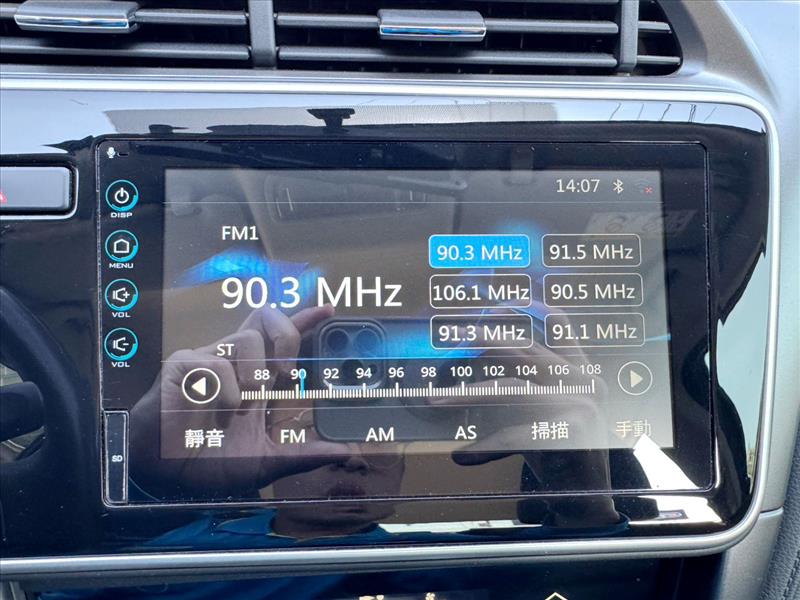 14:07
DISP
MENU
VOL
VOL
SD
FM1
90.3 MHz
ST
90.3 MHz 91.5 MHz
106.1 MHz 90.5 MHz
91.3 MHz 91.1 MHz
88 90 92 94 96 98 100 102 104 106 108
靜音 FM AM AS 掃描 手動